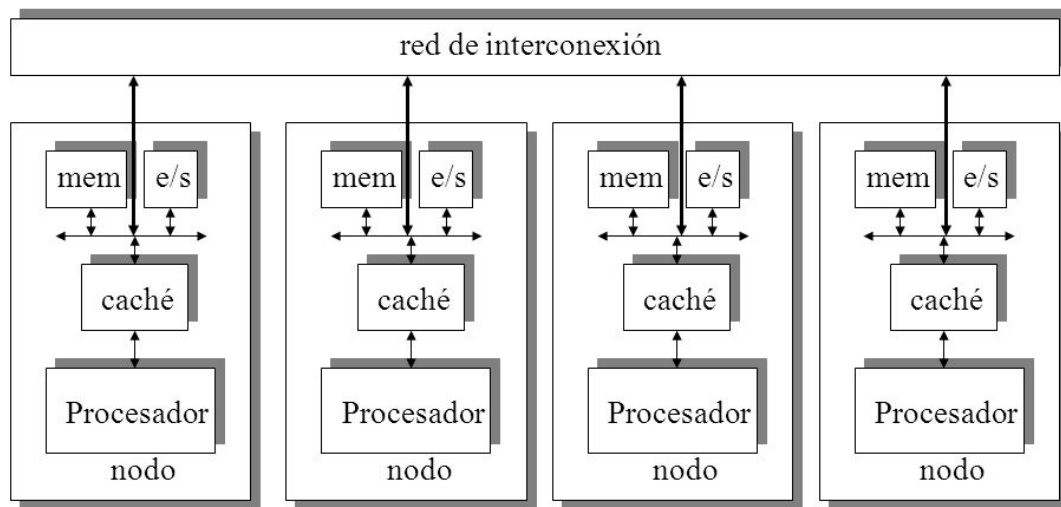 red de interconexión
mem e/s
caché
Procesador
nodo
mem e/s
caché
Procesador
nodo
mem e/s
caché
Procesador
nodo
mem e/s
caché
Procesador
nodo